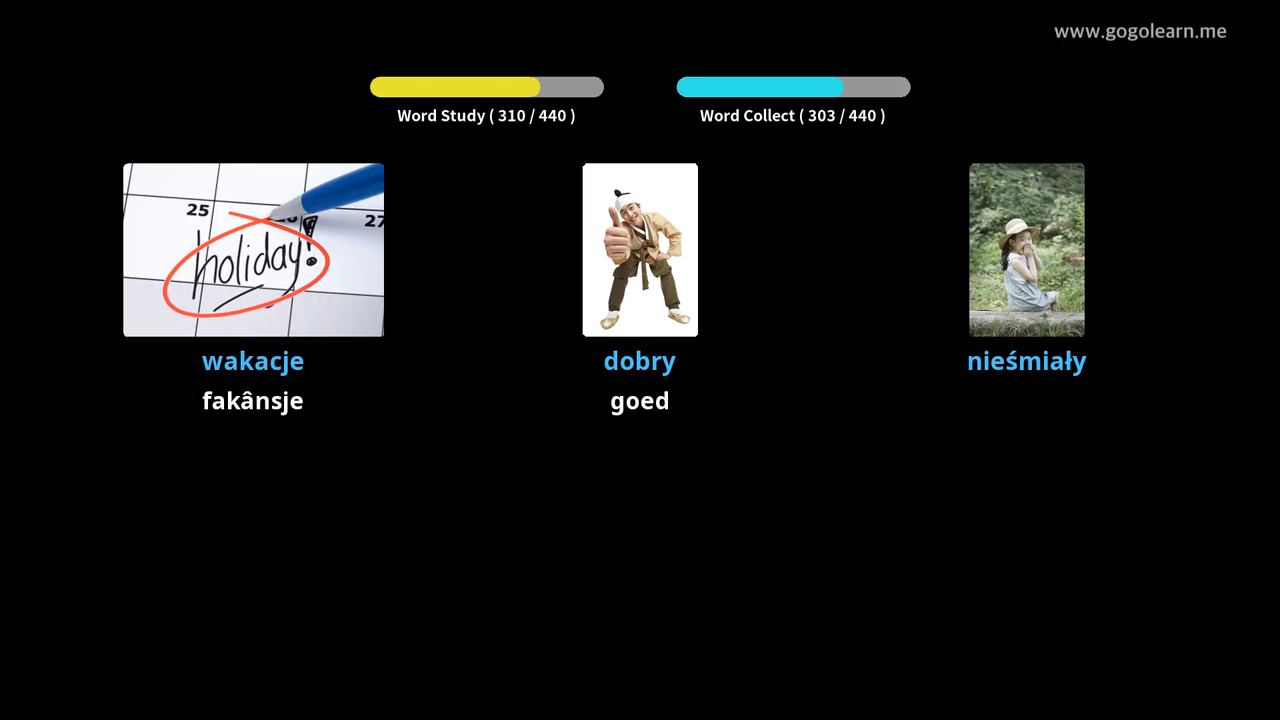 www.gogolearn.me
Word Study ( 310 / 440 )
Word Collect ( 303 / 440 )
25
27
holiday!
wakacje
dobry
nieśmiały
fakânsje
goed